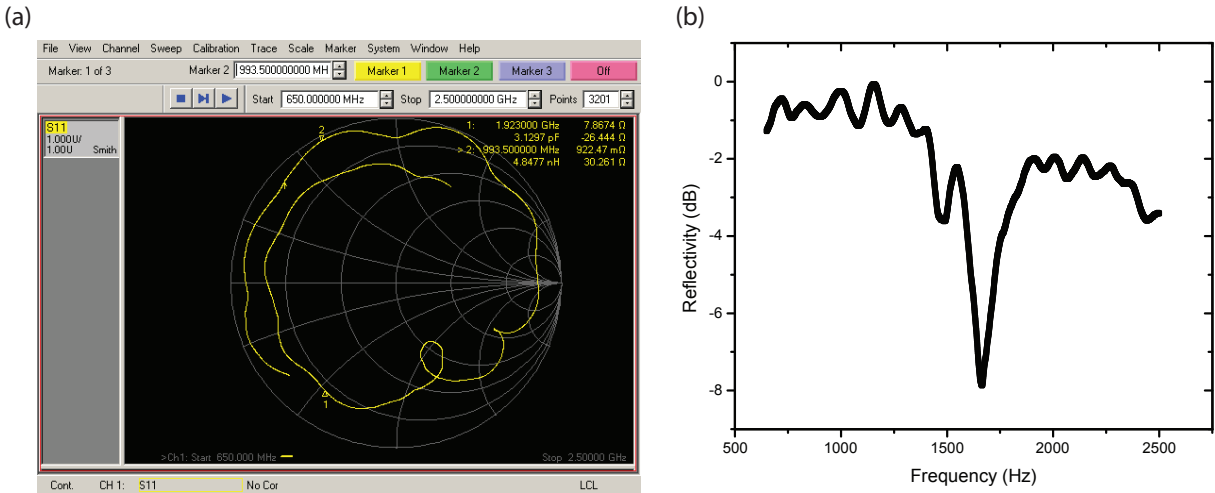 (a)
File View Channel Sweep Calibration Trace Scale Marker System Window Help
Marker: 1 of 3 Marker 2 993.500000000 MH Marker 1 Marker 2 Marker 3 Off
Start 650.000000 MHz Stop 2.500000000 GHz Points 3201
S11
1.000U/
1.00U Smith
1: 1.923000 GHz 7.8674 Ω
3.1297 pF -26.444 Ω
> 2: 993.500000 MHz 922.47 mΩ
4.8477 nH 30.261 Ω
2
1
>Ch1: Start 650.000 MHz Stop 2.50000 GHz
Cont. CH 1: S11 No Cor LCL
(b)
0
-2
-4
-6
-8
Reflectivity (dB)
500 1000 1500 2000 2500
Frequency (Hz)